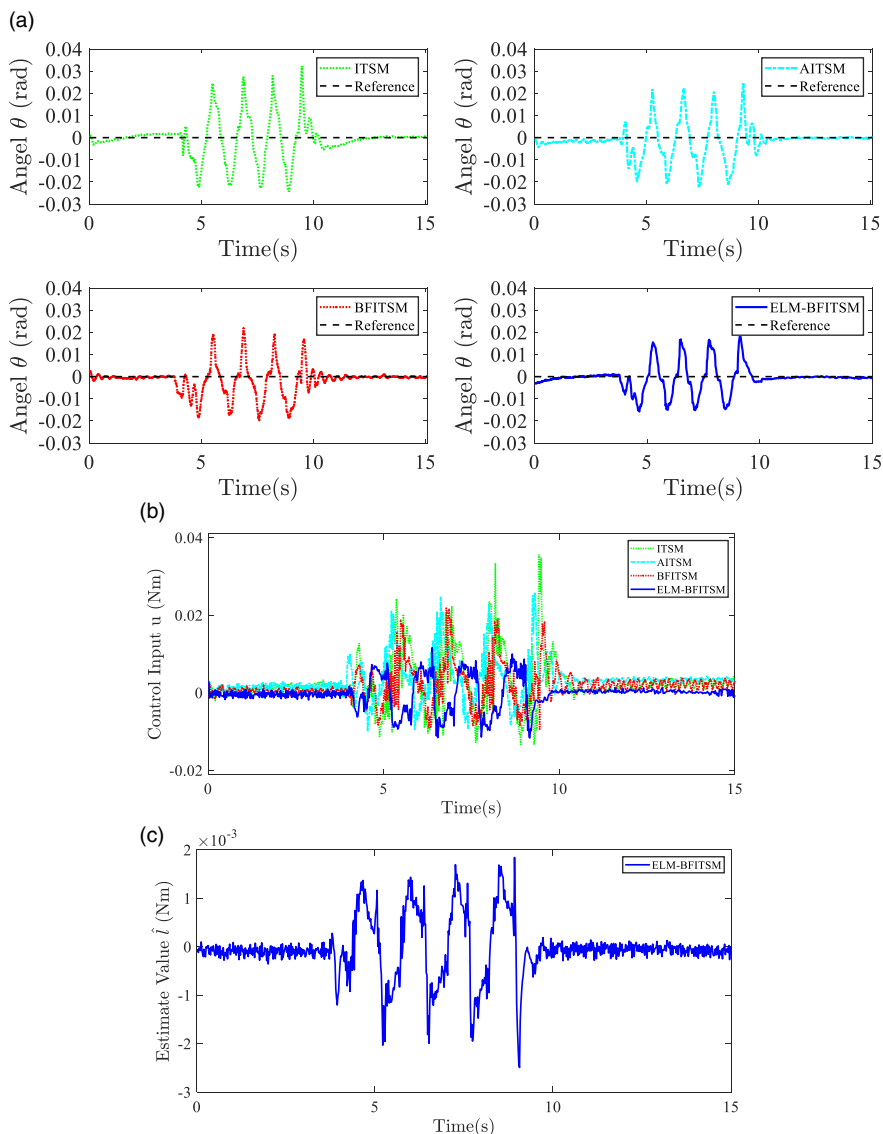 (a)
0.04
0.03
0.02
0.01
0
-0.01
-0.02
-0.03
Angel θ (rad)
ITSM
Reference
0 5 10 15
Time(s)
0.04
0.03
0.02
0.01
0
-0.01
-0.02
-0.03
Angel θ (rad)
AITSM
Reference
0 5 10 15
Time(s)
0.04
0.03
0.02
0.01
0
-0.01
-0.02
-0.03
Angel θ (rad)
BFITSM
Reference
0 5 10 15
Time(s)
0.04
0.03
0.02
0.01
0
-0.01
-0.02
-0.03
Angel θ (rad)
ELM-BFITSM
Reference
0 5 10 15
Time(s)
(b)
0.04
0.02
0
-0.02
Control Input u (Nm)
ITSM
AITSM
BFITSM
ELM-BFITSM
0 5 10 15
Time(s)
(c)
×10⁻³
2
1
0
-1
-2
-3
Estimate Value l̂ (Nm)
ELM-BFITSM
0 5 10 15
Time(s)